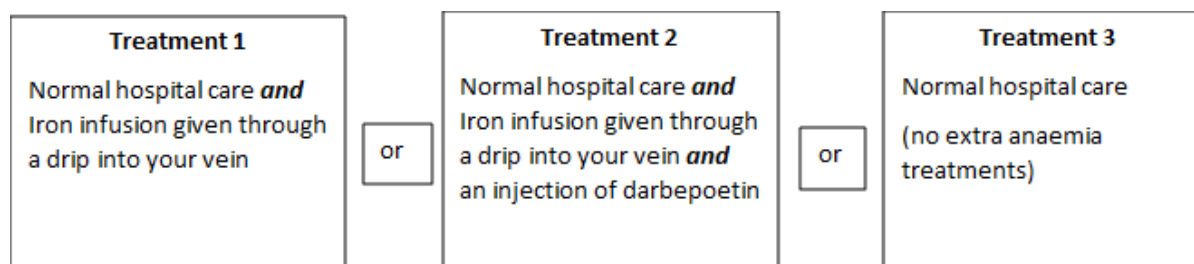 Treatment 1
Normal hospital care and
Iron infusion given through
a drip into your vein
or
Treatment 2
Normal hospital care and
Iron infusion given through
a drip into your vein and
an injection of darbepoetin
or
Treatment 3
Normal hospital care
(no extra anaemia
treatments)